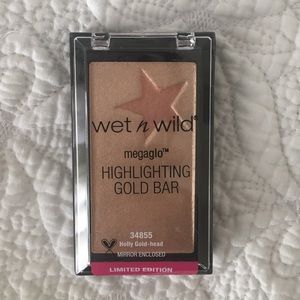 wet n wild®
megaglo™
HIGHLIGHTING
GOLD BAR
34855
Holly Gold-head
MIRROR ENCLOSED
LIMITED EDITION